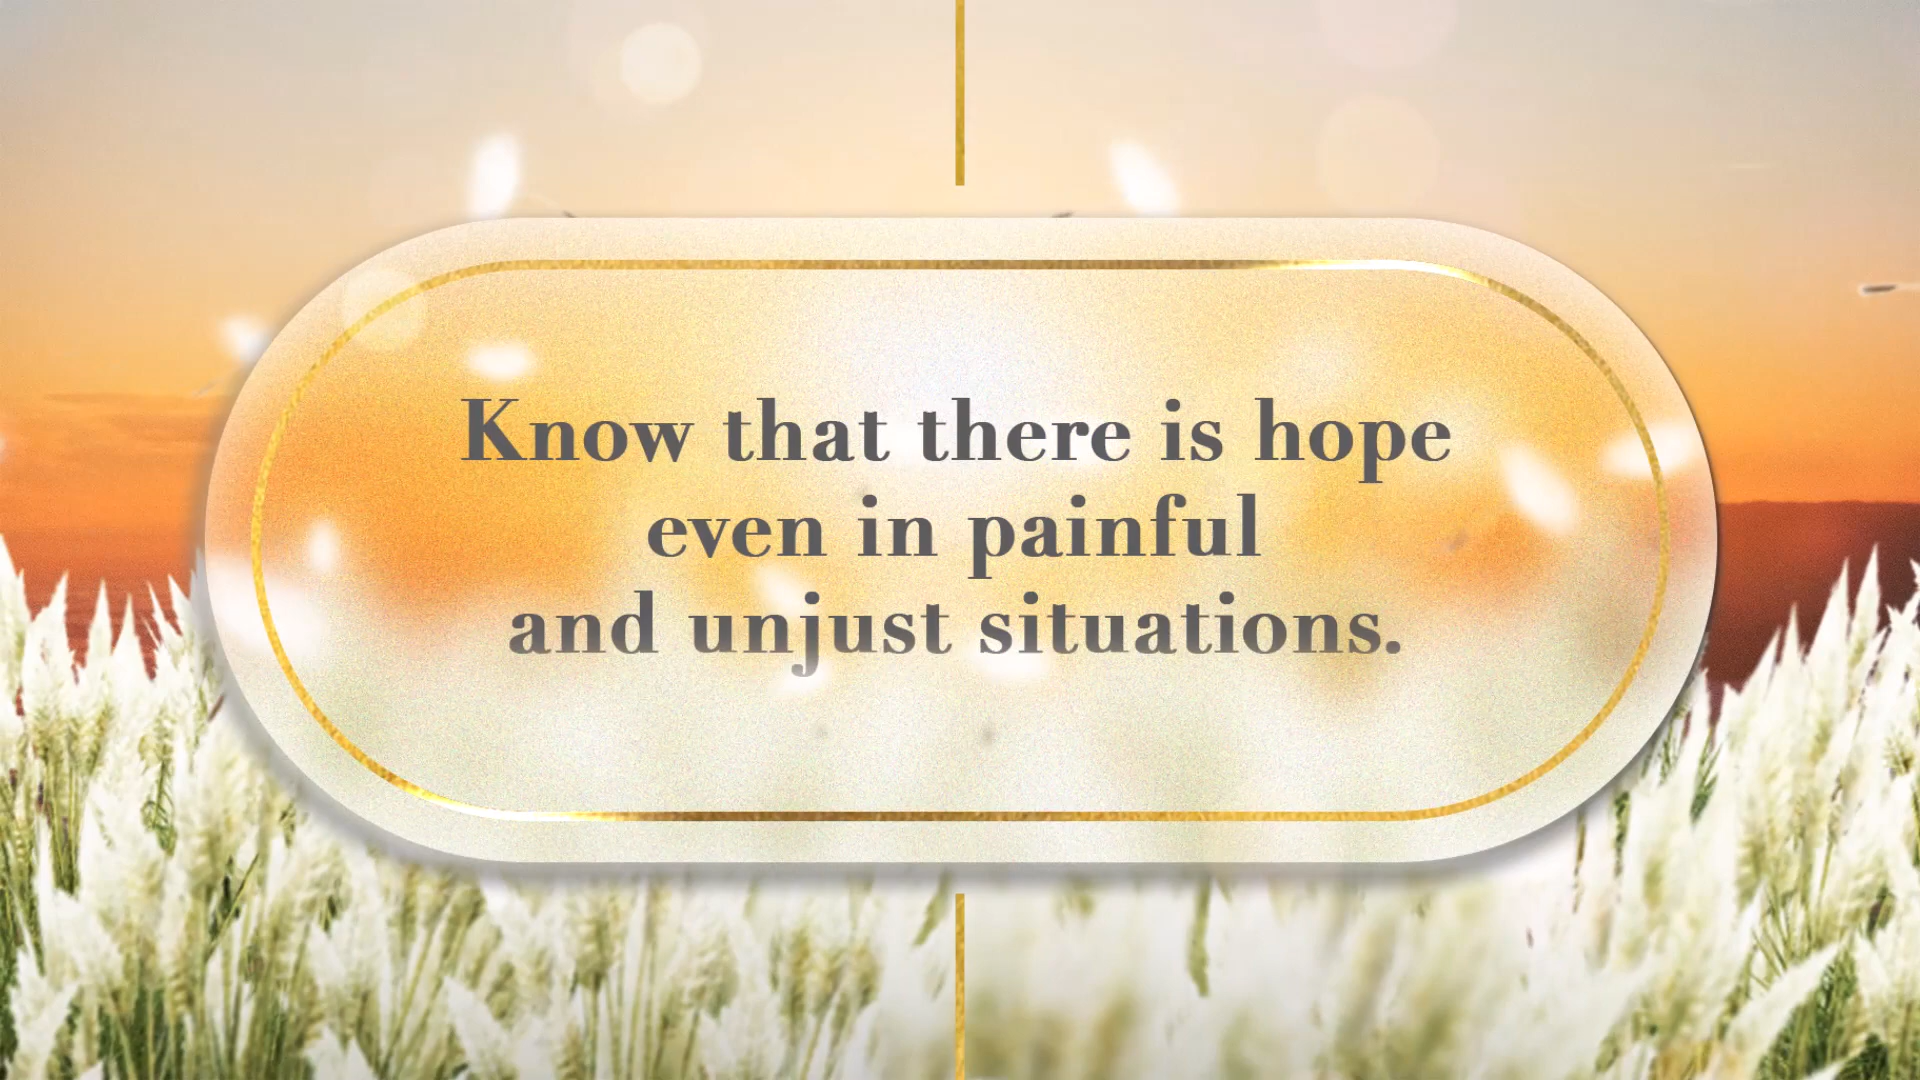 Know that there is hope
even in painful
and unjust situations.